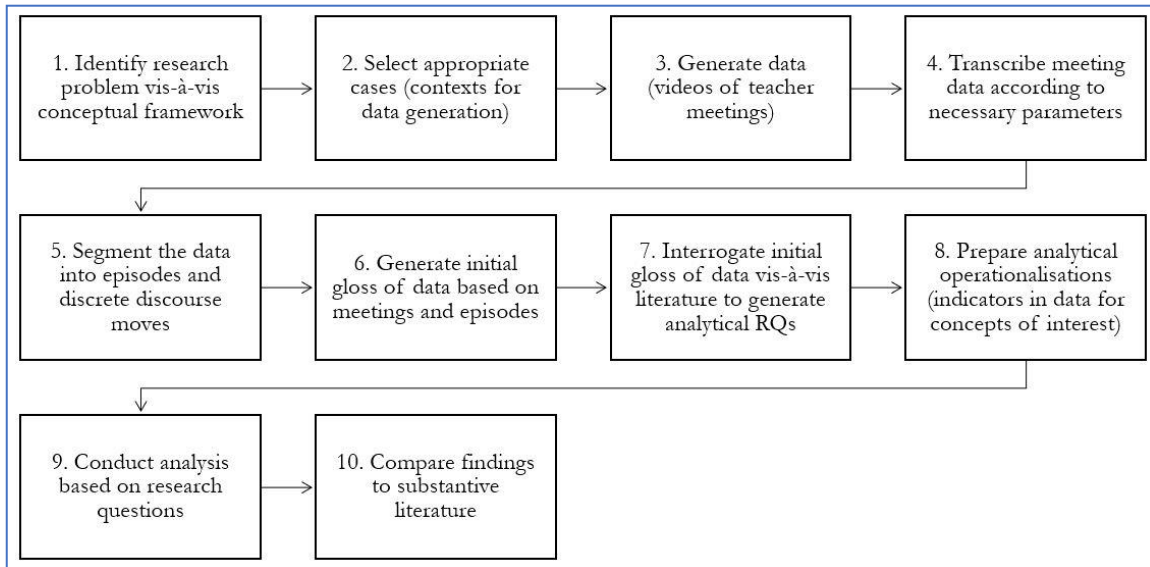 1. Identify research
problem vis-à-vis
conceptual framework
2. Select appropriate
cases (contexts for
data generation)
3. Generate data
(videos of teacher
meetings)
4. Transcribe meeting
data according to
necessary parameters
5. Segment the data
into episodes and
discrete discourse
moves
6. Generate initial
gloss of data based on
meetings and episodes
7. Interrogate initial
gloss of data vis-à-vis
literature to generate
analytical RQs
8. Prepare analytical
operationalisations
(indicators in data for
concepts of interest)
9. Conduct analysis
based on research
questions
10. Compare findings
to substantive
literature